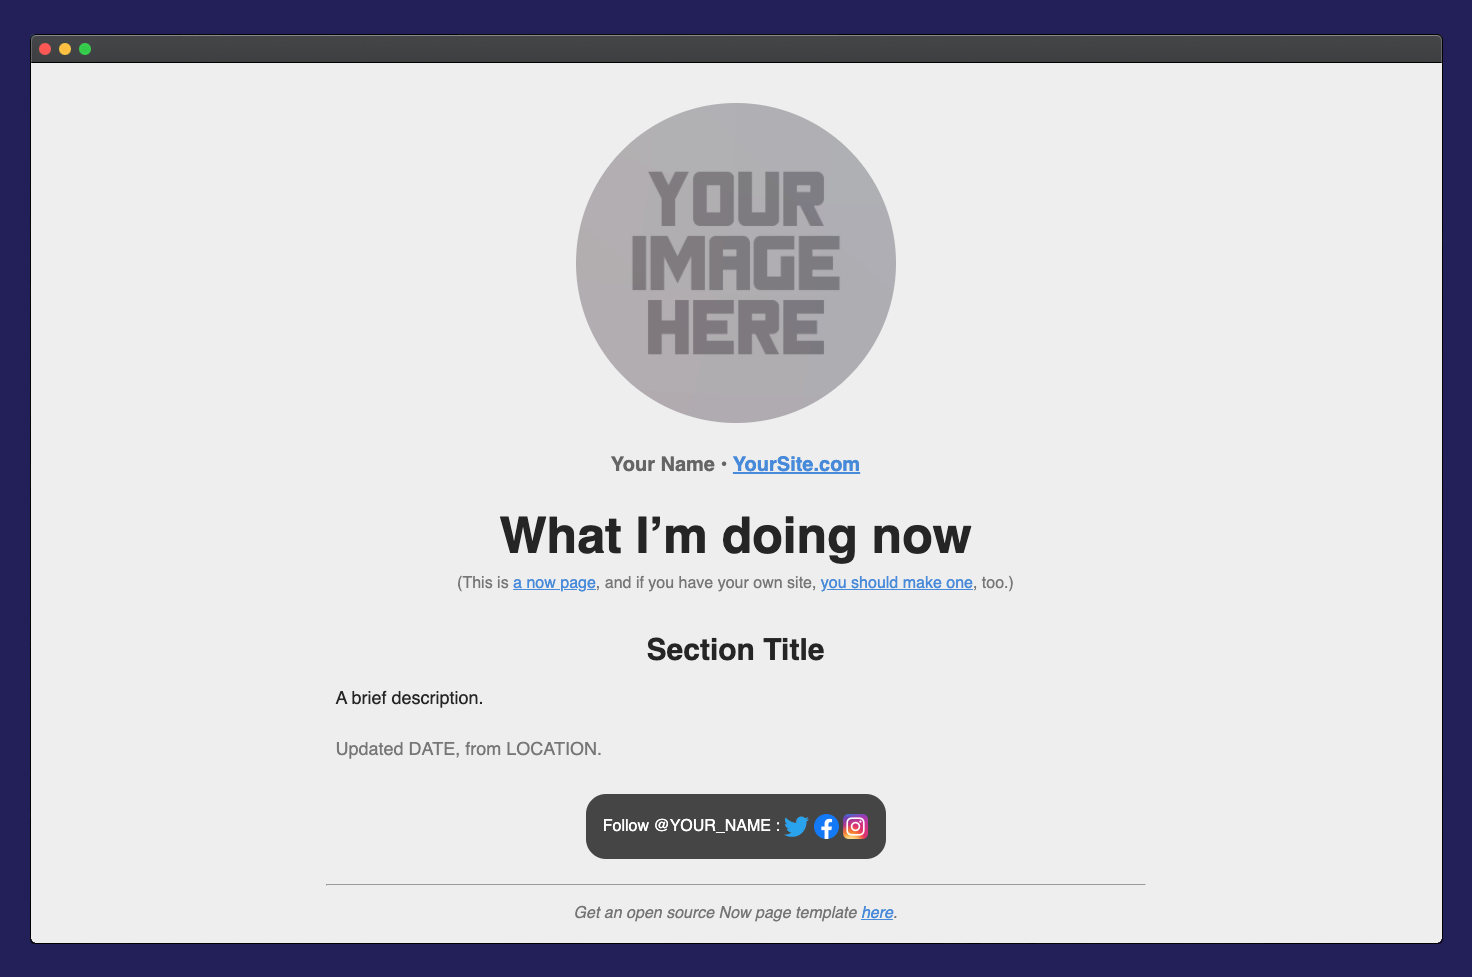 YOUR
IMAGE
HERE
Your Name • YourSite.com
What I’m doing now
(This is a now page, and if you have your own site, you should make one, too.)
Section Title
A brief description.
Updated DATE, from LOCATION.
Follow @YOUR_NAME :
Get an open source Now page template here.